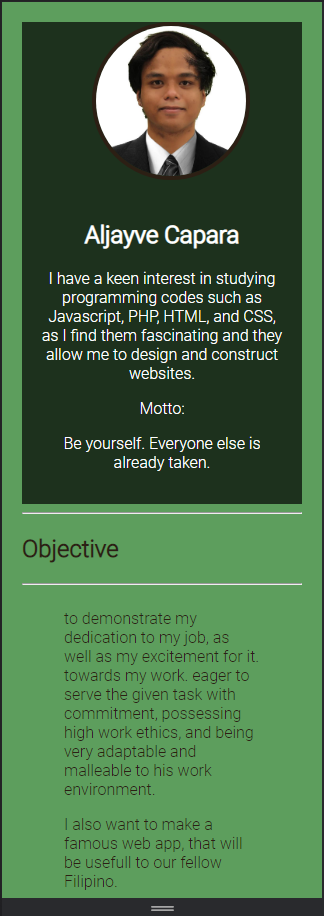 Aljayve Capara
I have a keen interest in studying
programming codes such as
Javascript, PHP, HTML, and CSS,
as I find them fascinating and they
allow me to design and construct
websites.
Motto:
Be yourself. Everyone else is
already taken.
Objective
to demonstrate my
dedication to my job, as
well as my excitement for it.
towards my work. eager to
serve the given task with
commitment, possessing
high work ethics, and being
very adaptable and
malleable to his work
environment.
I also want to make a
famous web app, that will
be usefull to our fellow
Filipino.